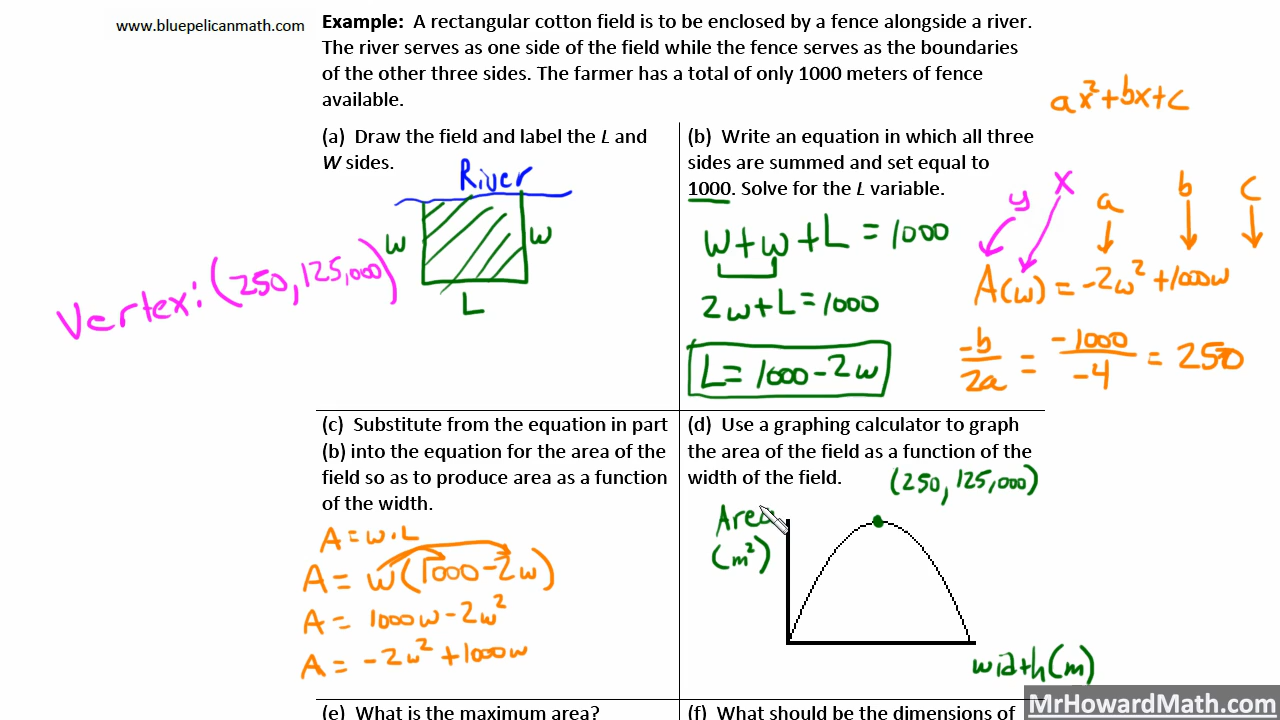 www.bluepelicanmath.com
Example: A rectangular cotton field is to be enclosed by a fence alongside a river.
The river serves as one side of the field while the fence serves as the boundaries
of the other three sides. The farmer has a total of only 1000 meters of fence
available.
(a) Draw the field and label the L and
W sides.
River
W
W
L
Vertex: (250, 125,000)
(b) Write an equation in which all three
sides are summed and set equal to
1000. Solve for the L variable.
W+W+L = 1000
2W+L = 1000
L = 1000-2W
ax²+bx+c
y x a b c
A(W) = -2W²+1000W
-b/2a = -1000/-4 = 250
(c) Substitute from the equation in part
(b) into the equation for the area of the
field so as to produce area as a function
of the width.
A = W·L
A = W(1000-2W)
A = 1000W-2W²
A = -2W²+1000W
(d) Use a graphing calculator to graph
the area of the field as a function of the
width of the field.
(250, 125,000)
Area
(m²)
width (m)
(e) What is the maximum area?
(f) What should be the dimensions of
MrHowardMath.com